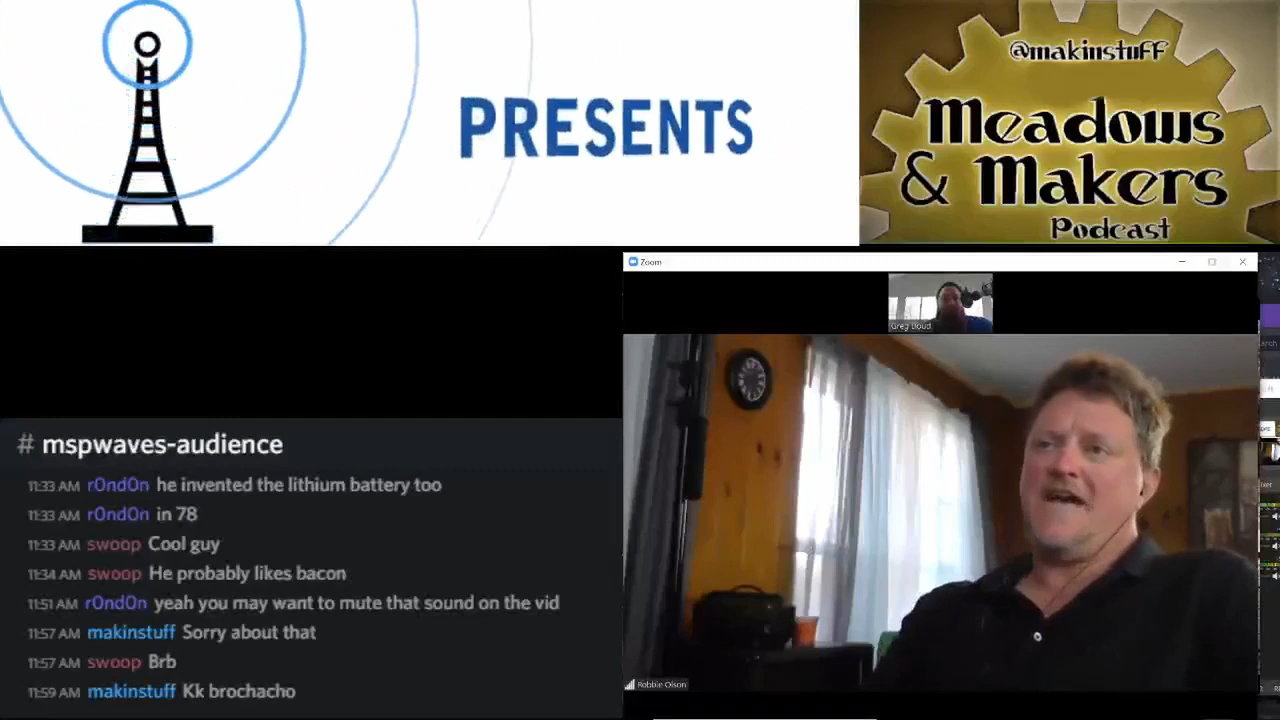 PRESENTS
@makinstuff
Meadows
& Makers
Podcast
Zoom
Greg Doud
# mspwaves-audience
11:33 AM r0nd0n he invented the lithium battery too
11:33 AM r0nd0n in 78
11:33 AM swoop Cool guy
11:34 AM swoop He probably likes bacon
11:51 AM r0nd0n yeah you may want to mute that sound on the vid
11:57 AM makinstuff Sorry about that
11:57 AM swoop Brb
11:59 AM makinstuff Kk brochacho
Robbie Olson